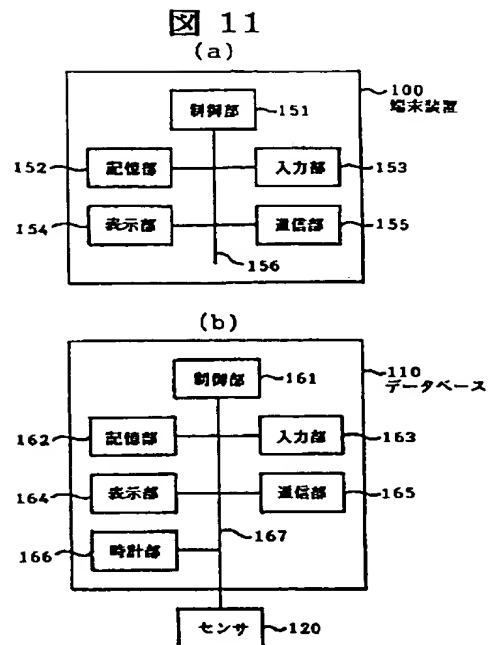 図 11
(a)
100
端末装置
制御部 151
152 記憶部 入力部 153
154 表示部 通信部 155
156
(b)
110
データベース
制御部 161
162 記憶部 入力部 163
164 表示部 通信部 165
167
166 時計部
センサ 120